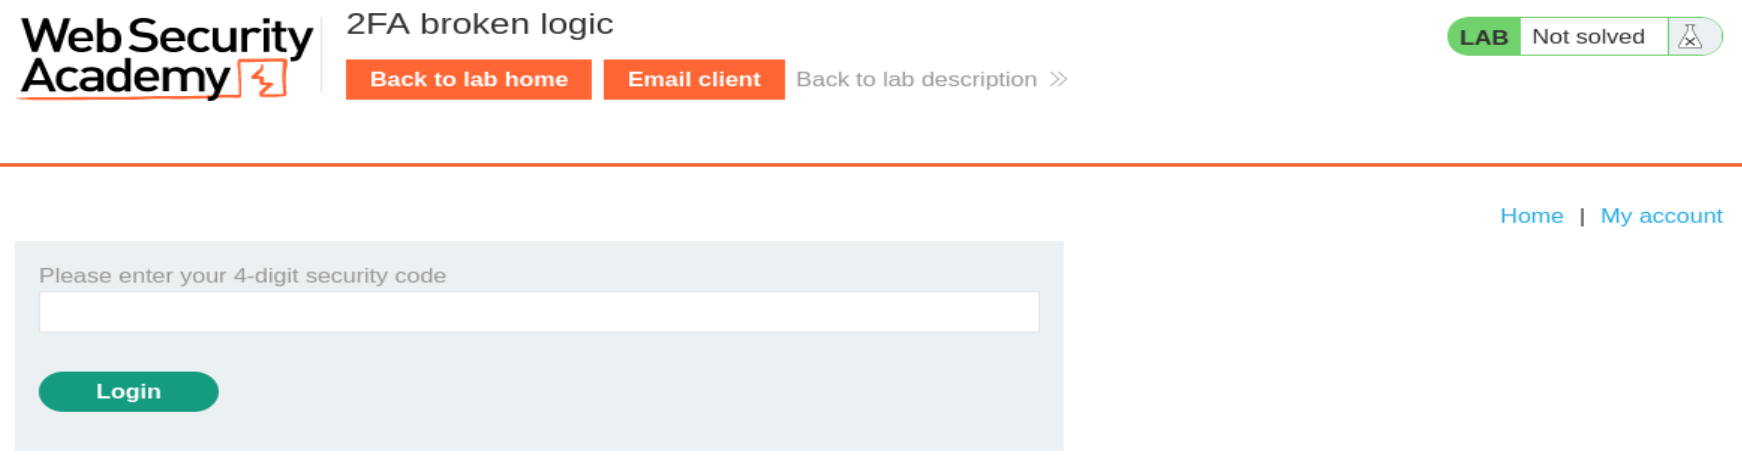 Web Security
Academy
2FA broken logic
Back to lab home
Email client
Back to lab description
LAB Not solved
Home | My account
Please enter your 4-digit security code
Login